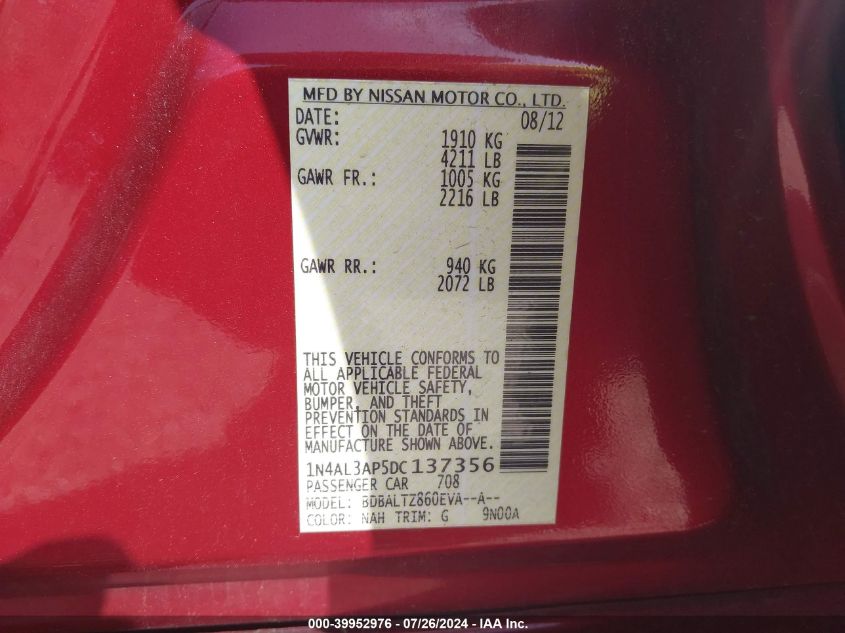 MFD BY NISSAN MOTOR CO., LTD.
DATE: 08/12
GVWR: 1910 KG
4211 LB
GAWR FR.: 1005 KG
2216 LB
GAWR RR.: 940 KG
2072 LB
THIS VEHICLE CONFORMS TO
ALL APPLICABLE FEDERAL
MOTOR VEHICLE SAFETY,
BUMPER, AND THEFT
PREVENTION STANDARDS IN
EFFECT ON THE DATE OF
MANUFACTURE SHOWN ABOVE.
1N4AL3AP5DC137356
PASSENGER CAR 708
MODEL: BDBALTZ860EVA--A--
COLOR: NAH TRIM: G 9N00A
000-39952976 - 07/26/2024 - IAA Inc.